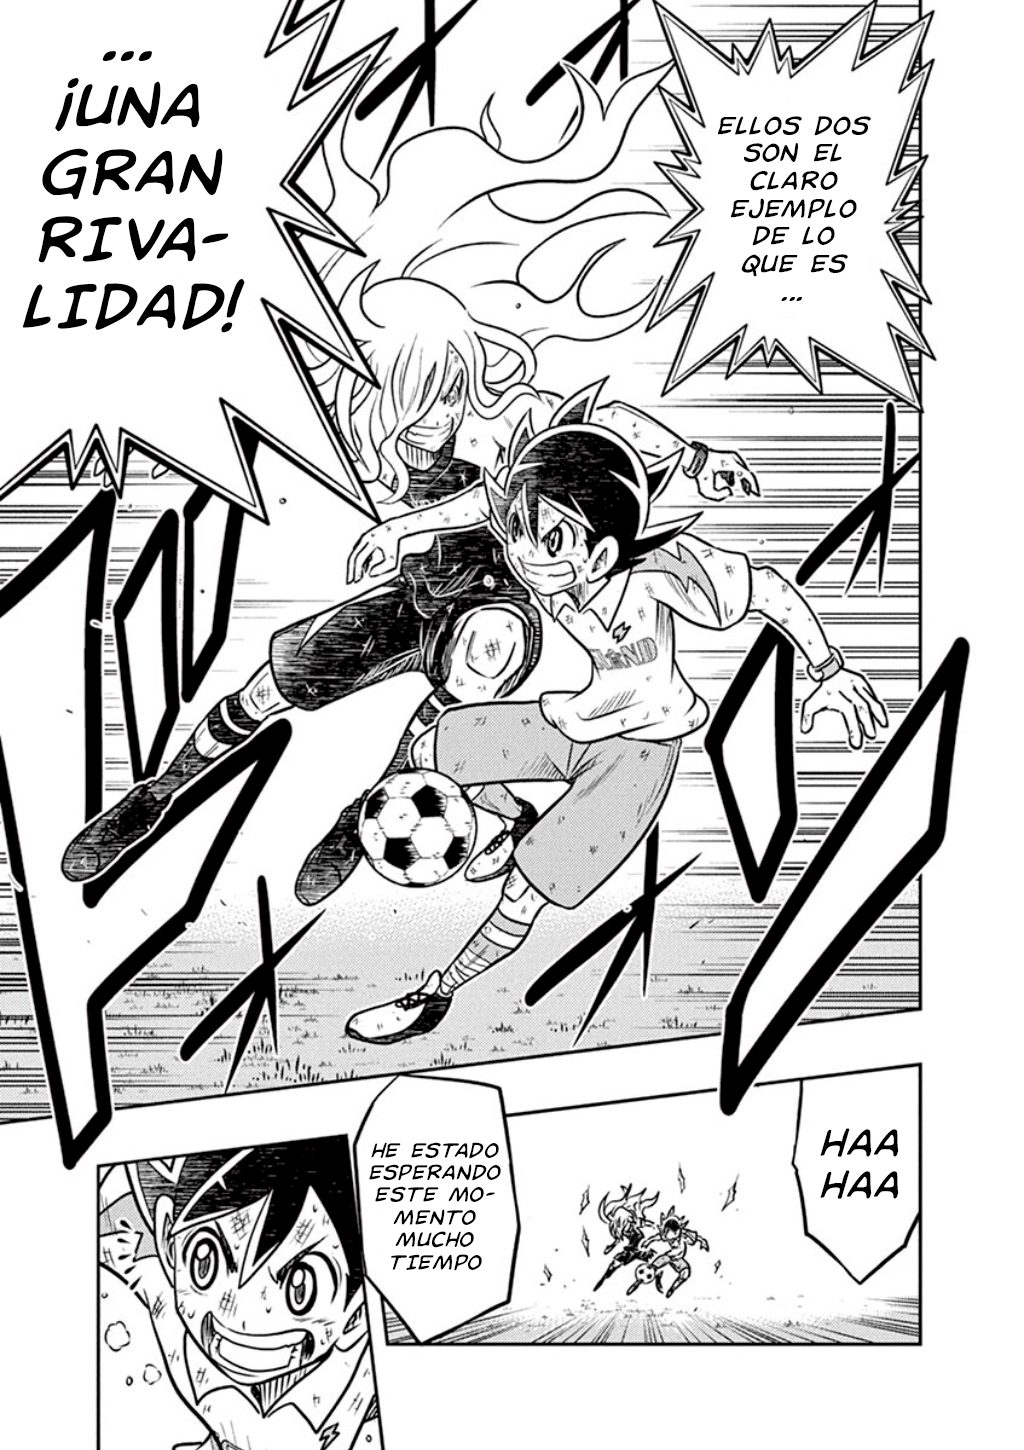 ELLOS DOS
SON EL
CLARO
EJEMPLO
DE LO
QUE ES
...
...
¡UNA
GRAN
RIVA-
LIDAD!
HAA
HAA
HE ESTADO
ESPERANDO
ESTE MO-
MENTO
MUCHO
TIEMPO